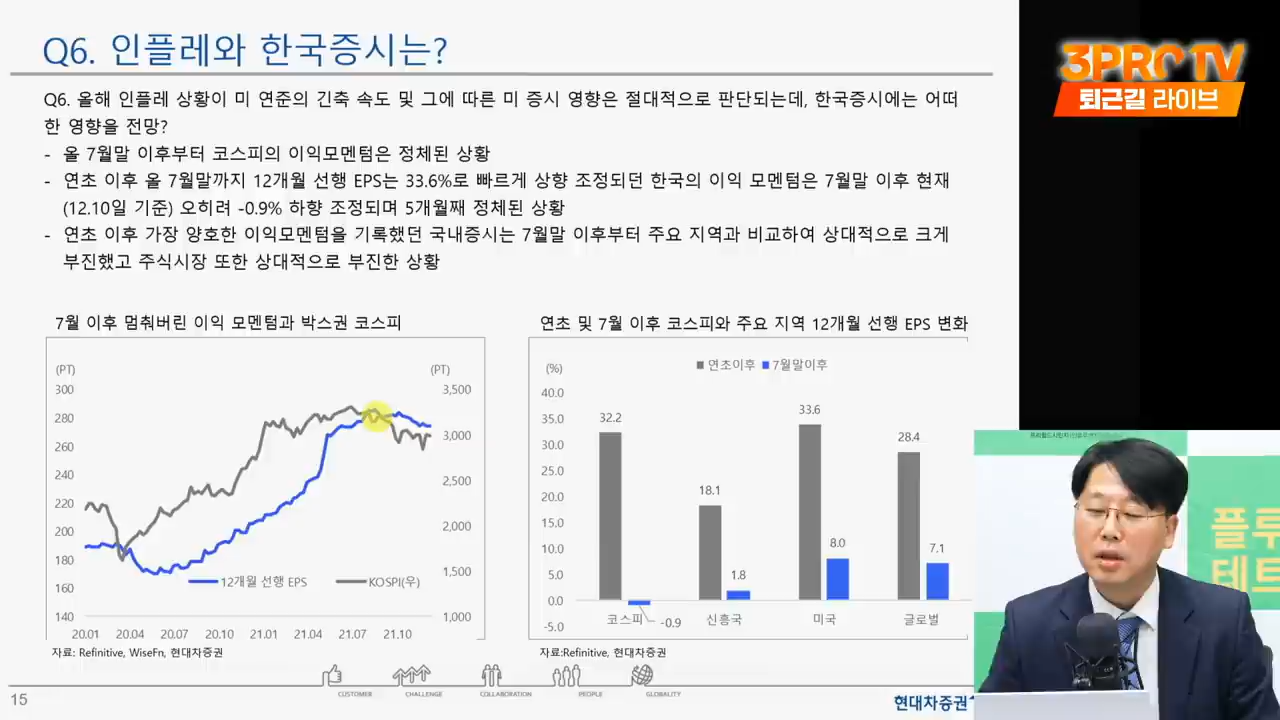 Q6. 인플레와 한국증시는?
3PRO TV
퇴근길 라이브
Q6. 올해 인플레 상황이 미 연준의 긴축 속도 및 그에 따른 미 증시 영향은 절대적으로 판단되는데, 한국증시에는 어떠
한 영향을 전망?
- 올 7월말 이후부터 코스피의 이익모멘텀은 정체된 상황
- 연초 이후 올 7월말까지 12개월 선행 EPS는 33.6%로 빠르게 상향 조정되던 한국의 이익 모멘텀은 7월말 이후 현재
(12.10일 기준) 오히려 -0.9% 하향 조정되며 5개월째 정체된 상황
- 연초 이후 가장 양호한 이익모멘텀을 기록했던 국내증시는 7월말 이후부터 주요 지역과 비교하여 상대적으로 크게
부진했고 주식시장 또한 상대적으로 부진한 상황
7월 이후 멈춰버린 이익 모멘텀과 박스권 코스피
(PT) (PT)
300 3,500
280
260 3,000
240 2,500
220
200 2,000
180 1,500
160
140 1,000
12개월 선행 EPS KOSPI(우)
20.01 20.04 20.07 20.10 21.01 21.04 21.07 21.10
자료: Refinitiv, WiseFn, 현대차증권
연초 및 7월 이후 코스피와 주요 지역 12개월 선행 EPS 변화
(%) 연초이후 7월말이후
40.0
35.0
30.0
25.0
20.0
15.0
10.0
5.0
0.0
-5.0
32.2 -0.9
18.1 1.8
33.6 8.0
28.4 7.1
코스피 신흥국 미국 글로벌
자료:Refinitiv, 현대차증권
CUSTOMER CHALLENGE COLLABORATION PEOPLE GLOBALITY
15
현대차증권
플루
테트